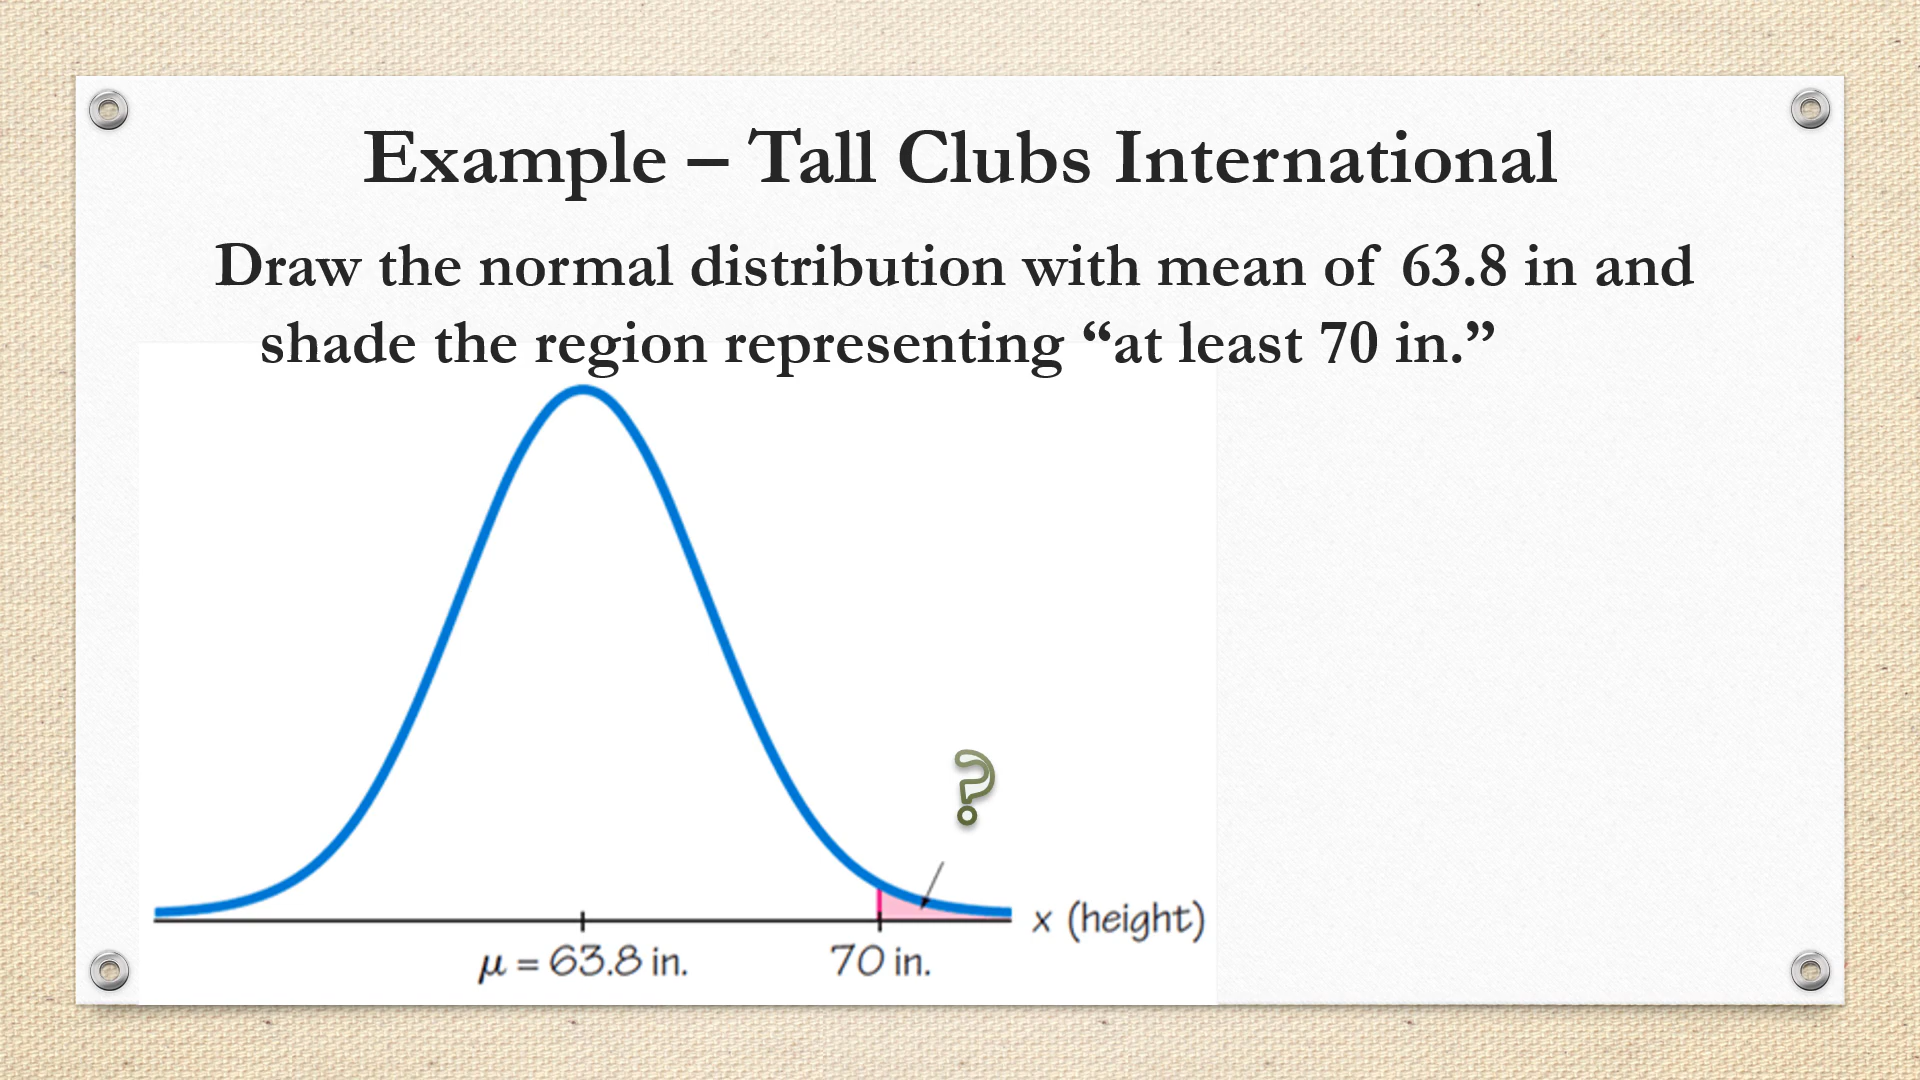 Example – Tall Clubs International
Draw the normal distribution with mean of 63.8 in and
shade the region representing “at least 70 in.”
?
x (height)
μ = 63.8 in.
70 in.